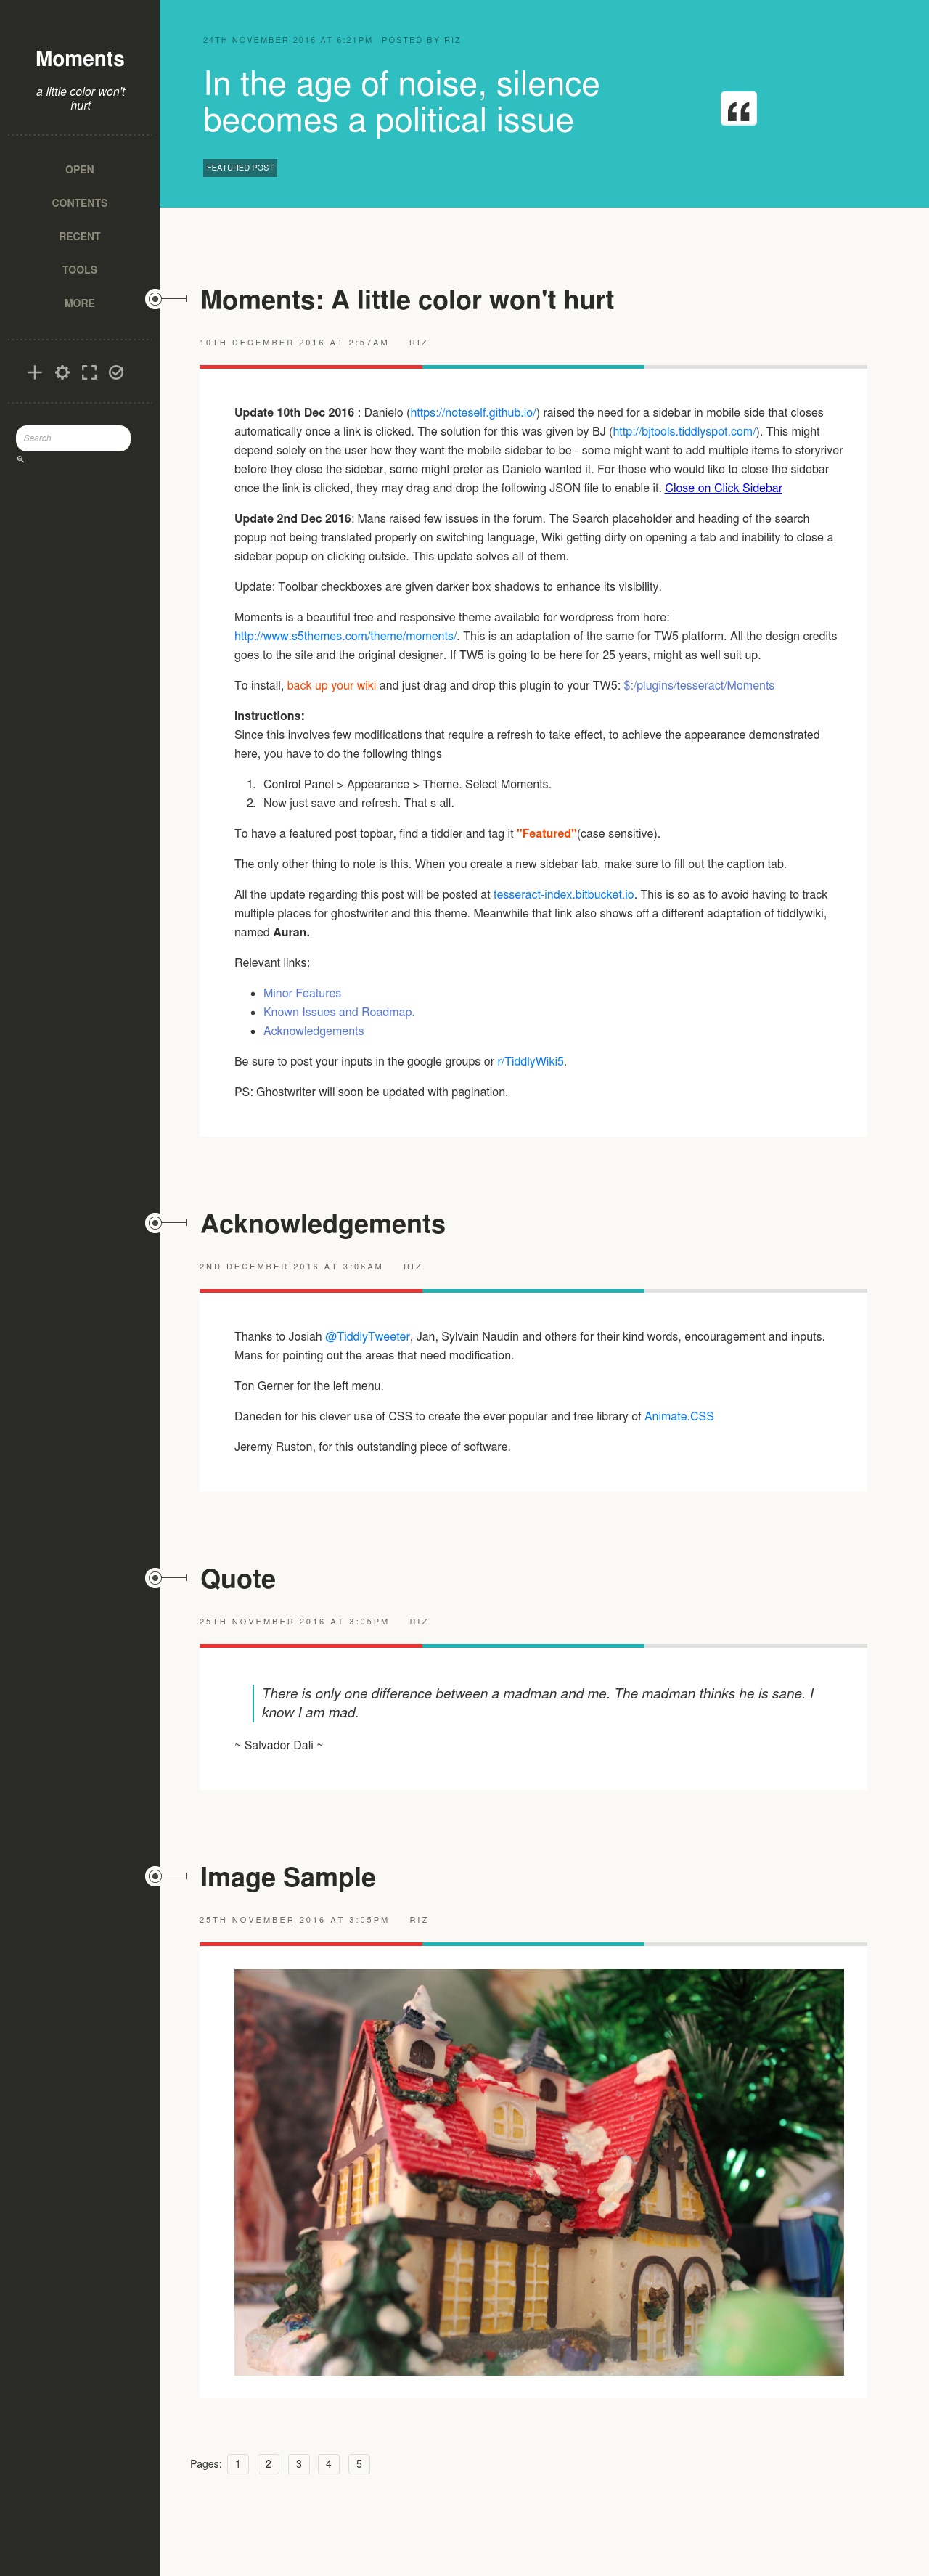 Moments
a little color won't
hurt
OPEN
CONTENTS
RECENT
TOOLS
MORE
Search
24TH NOVEMBER 2016 AT 6:21PM POSTED BY RIZ
In the age of noise, silence
becomes a political issue
FEATURED POST
Moments: A little color won't hurt
10TH DECEMBER 2016 AT 2:57AM RIZ
Update 10th Dec 2016 : Danielo (https://noteself.github.io/) raised the need for a sidebar in mobile side that closes
automatically once a link is clicked. The solution for this was given by BJ (http://bjtools.tiddlyspot.com/). This might
depend solely on the user how they want the mobile sidebar to be - some might want to add multiple items to storyriver
before they close the sidebar, some might prefer as Danielo wanted it. For those who would like to close the sidebar
once the link is clicked, they may drag and drop the following JSON file to enable it. Close on Click Sidebar
Update 2nd Dec 2016: Mans raised few issues in the forum. The Search placeholder and heading of the search
popup not being translated properly on switching language, Wiki getting dirty on opening a tab and inability to close a
sidebar popup on clicking outside. This update solves all of them.
Update: Toolbar checkboxes are given darker box shadows to enhance its visibility.
Moments is a beautiful free and responsive theme available for wordpress from here:
http://www.s5themes.com/theme/moments/. This is an adaptation of the same for TW5 platform. All the design credits
goes to the site and the original designer. If TW5 is going to be here for 25 years, might as well suit up.
To install, back up your wiki and just drag and drop this plugin to your TW5: $:/plugins/tesseract/Moments
Instructions:
Since this involves few modifications that require a refresh to take effect, to achieve the appearance demonstrated
here, you have to do the following things
1. Control Panel > Appearance > Theme. Select Moments.
2. Now just save and refresh. That s all.
To have a featured post topbar, find a tiddler and tag it "Featured"(case sensitive).
The only other thing to note is this. When you create a new sidebar tab, make sure to fill out the caption tab.
All the update regarding this post will be posted at tesseract-index.bitbucket.io. This is so as to avoid having to track
multiple places for ghostwriter and this theme. Meanwhile that link also shows off a different adaptation of tiddlywiki,
named Auran.
Relevant links:
• Minor Features
• Known Issues and Roadmap.
• Acknowledgements
Be sure to post your inputs in the google groups or r/TiddlyWiki5.
PS: Ghostwriter will soon be updated with pagination.
Acknowledgements
2ND DECEMBER 2016 AT 3:06AM RIZ
Thanks to Josiah @TiddlyTweeter, Jan, Sylvain Naudin and others for their kind words, encouragement and inputs.
Mans for pointing out the areas that need modification.
Ton Gerner for the left menu.
Daneden for his clever use of CSS to create the ever popular and free library of Animate.CSS
Jeremy Ruston, for this outstanding piece of software.
Quote
25TH NOVEMBER 2016 AT 3:05PM RIZ
There is only one difference between a madman and me. The madman thinks he is sane. I
know I am mad.
~ Salvador Dali ~
Image Sample
25TH NOVEMBER 2016 AT 3:05PM RIZ
Pages: 1 2 3 4 5